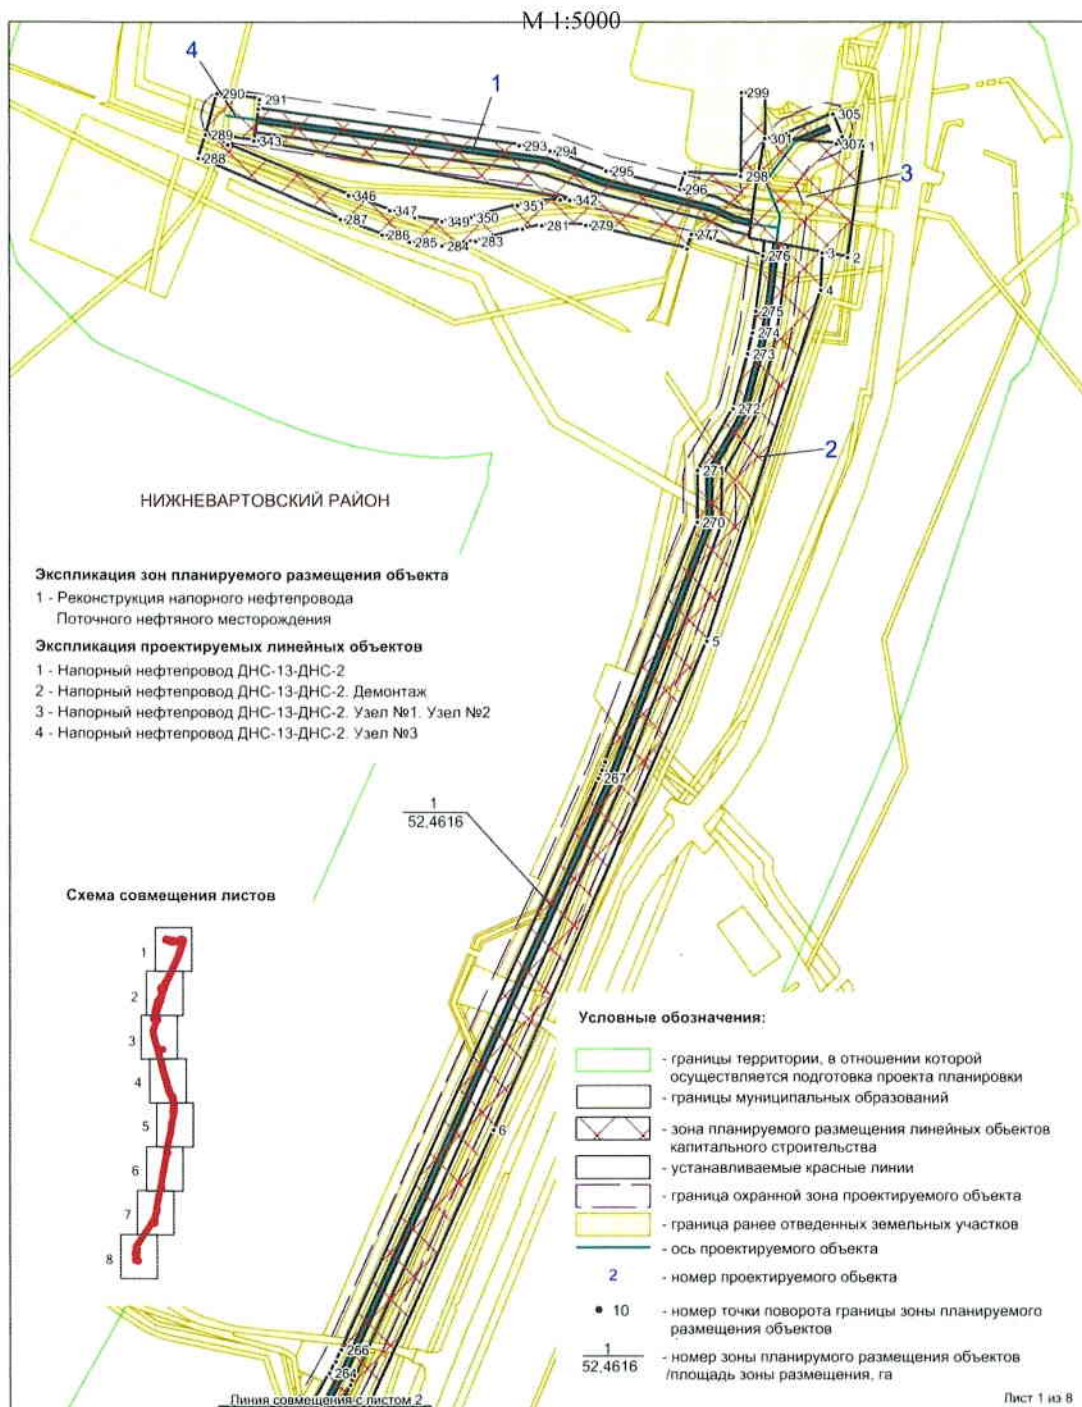 М 1:5000
4
1
290
291
299
305
289
343
293
294
301
307
1
288
295
298
3
296
346
347
342
351
287
349
350
281
279
277
286
285
284
283
276
3
2
4
275
274
273
272
2
271
НИЖНЕВАРТОВСКИЙ РАЙОН
270
Экспликация зон планируемого размещения объекта
1 - Реконструкция напорного нефтепровода
Поточного нефтяного месторождения
Экспликация проектируемых линейных объектов
5
1 - Напорный нефтепровод ДНС-13-ДНС-2
2 - Напорный нефтепровод ДНС-13-ДНС-2. Демонтаж
3 - Напорный нефтепровод ДНС-13-ДНС-2. Узел №1. Узел №2
4 - Напорный нефтепровод ДНС-13-ДНС-2. Узел №3
267
1
52,4616
Схема совмещения листов
1
2
3
4
5
6
7
8
6
Условные обозначения:
- границы территории, в отношении которой
осуществляется подготовка проекта планировки
- границы муниципальных образований
- зона планируемого размещения линейных объектов
капитального строительства
- устанавливаемые красные линии
- граница охранной зона проектируемого объекта
- граница ранее отведенных земельных участков
- ось проектируемого объекта
2 - номер проектируемого объекта
10 - номер точки поворота границы зоны планируемого
размещения объектов
1
52,4616
- номер зоны планирумого размещения объектов
/площадь зоны размещения, га
266
264
Линия совмещения с листом 2
Лист 1 из 8